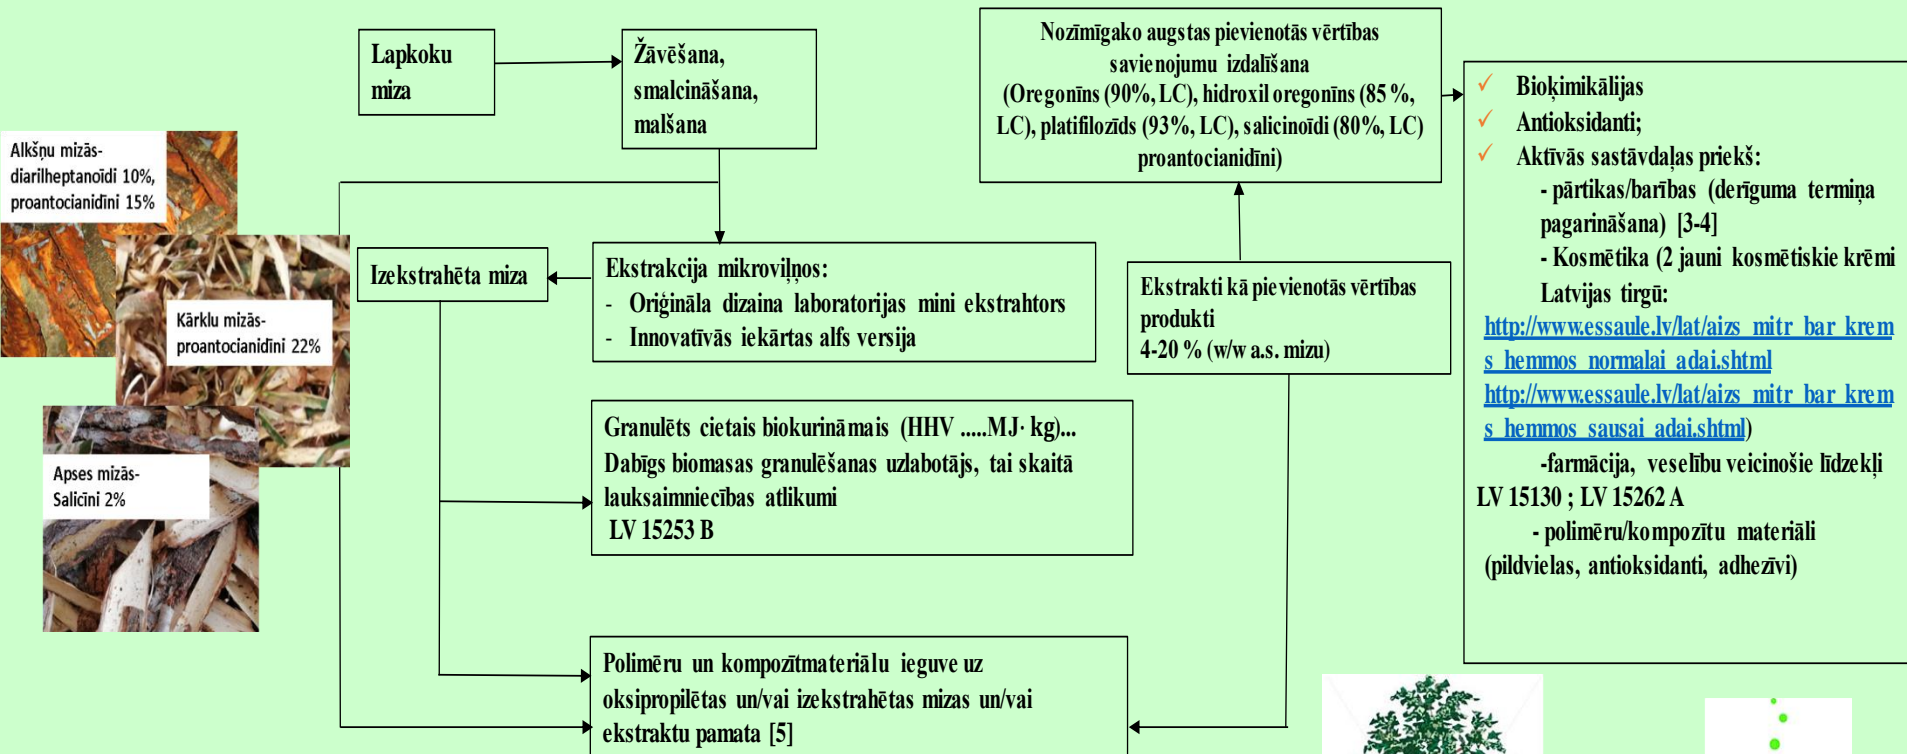 Lapkoku
miza
Žāvēšana,
smalcināšana,
malšana
Nozīmīgako augstas pievienotās vērtības
savienojumu izdalīšana
(Oregonīns (90%, LC), hidroxil oregonīns (85 %,
LC), platifilozīds (93%, LC), salicinoīdi (80%, LC)
proantocianidīni)
✓ Bioķimikālijas
✓ Antioksidanti;
✓ Aktīvās sastāvdaļas priekš:
- pārtikas/barības (derīguma termiņa
pagarināšana) [3-4]
- Kosmētika (2 jauni kosmētiskie krēmi
Latvijas tirgū:
http://www.essaule.lv/lat/aizs_mitr_bar_krem
s_hemmos_normalai_adai.shtml
http://www.essaule.lv/lat/aizs_mitr_bar_krem
s_hemmos_sausai_adai.shtml)
-farmācija, veselību veicinošie līdzekļi
LV 15130 ; LV 15262 A
- polimēru/kompozītu materiāli
(pildvielas, antioksidanti, adhezīvi)
Alkšņu mizās-
diarilheptanoīdi 10%,
proantocianidīni 15%
Kārklu mizās-
proantocianidīni 22%
Apses mizās-
Salicīni 2%
Izekstrahēta miza
Ekstrakcija mikroviļņos:
- Oriģināla dizaina laboratorijas mini ekstrahtors
- Innovatīvās iekārtas alfs versija
Ekstrakti kā pievienotās vērtības
produkti
4-20 % (w/w a.s. mizu)
Granulēts cietais biokurināmais (HHV .....MJ· kg)...
Dabīgs biomasas granulēšanas uzlabotājs, tai skaitā
lauksaimniecības atlikumi
LV 15253 B
Polimēru un kompozītmateriālu ieguve uz
oksipropilētas un/vai izekstrahētas mizas un/vai
ekstraktu pamata [5]